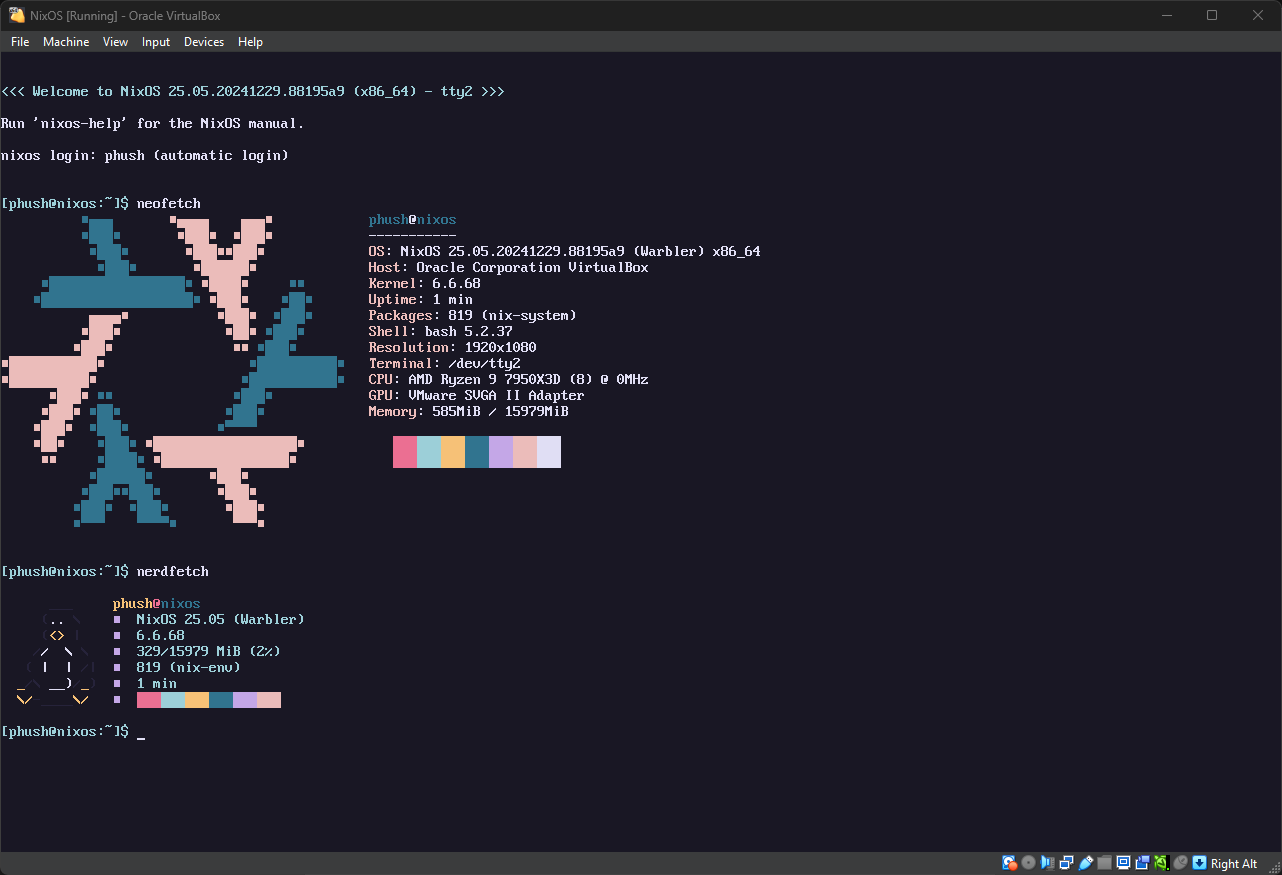 NixOS [Running] - Oracle VirtualBox
File Machine View Input Devices Help
<<< Welcome to NixOS 25.05.20241229.88195a9 (x86_64) - tty2 >>>
Run 'nixos-help' for the NixOS manual.
nixos login: phush (automatic login)
[phush@nixos:~]$ neofetch
phush@nixos
-----------
OS: NixOS 25.05.20241229.88195a9 (Warbler) x86_64
Host: Oracle Corporation VirtualBox
Kernel: 6.6.68
Uptime: 1 min
Packages: 819 (nix-system)
Shell: bash 5.2.37
Resolution: 1920x1080
Terminal: /dev/tty2
CPU: AMD Ryzen 9 7950X3D (8) @ 0MHz
GPU: VMware SVGA II Adapter
Memory: 585MiB / 15979MiB
[phush@nixos:~]$ nerdfetch
phush@nixos
NixOS 25.05 (Warbler)
6.6.68
329/15979 MiB (2%)
819 (nix-env)
1 min
[phush@nixos:~]$ _
Right Alt